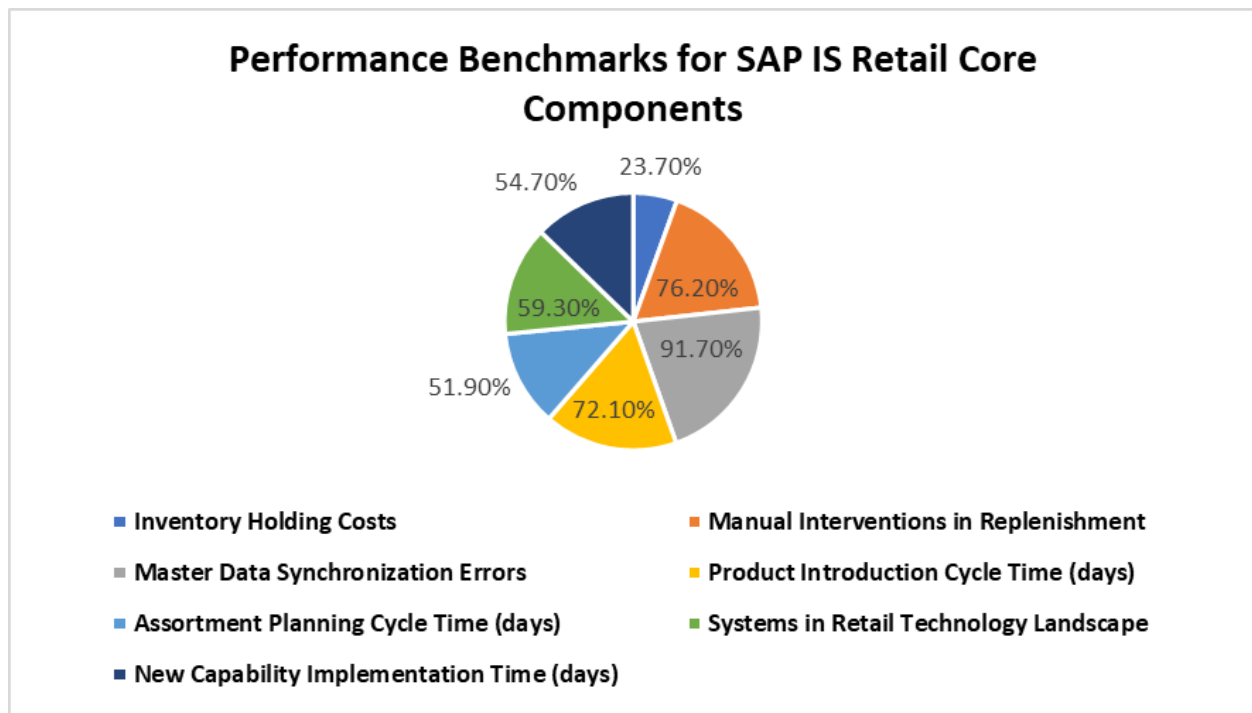 Performance Benchmarks for SAP IS Retail Core
Components
54.70%
23.70%
76.20%
59.30%
91.70%
51.90%
72.10%
Inventory Holding Costs
Manual Interventions in Replenishment
Master Data Synchronization Errors
Product Introduction Cycle Time (days)
Assortment Planning Cycle Time (days)
Systems in Retail Technology Landscape
New Capability Implementation Time (days)